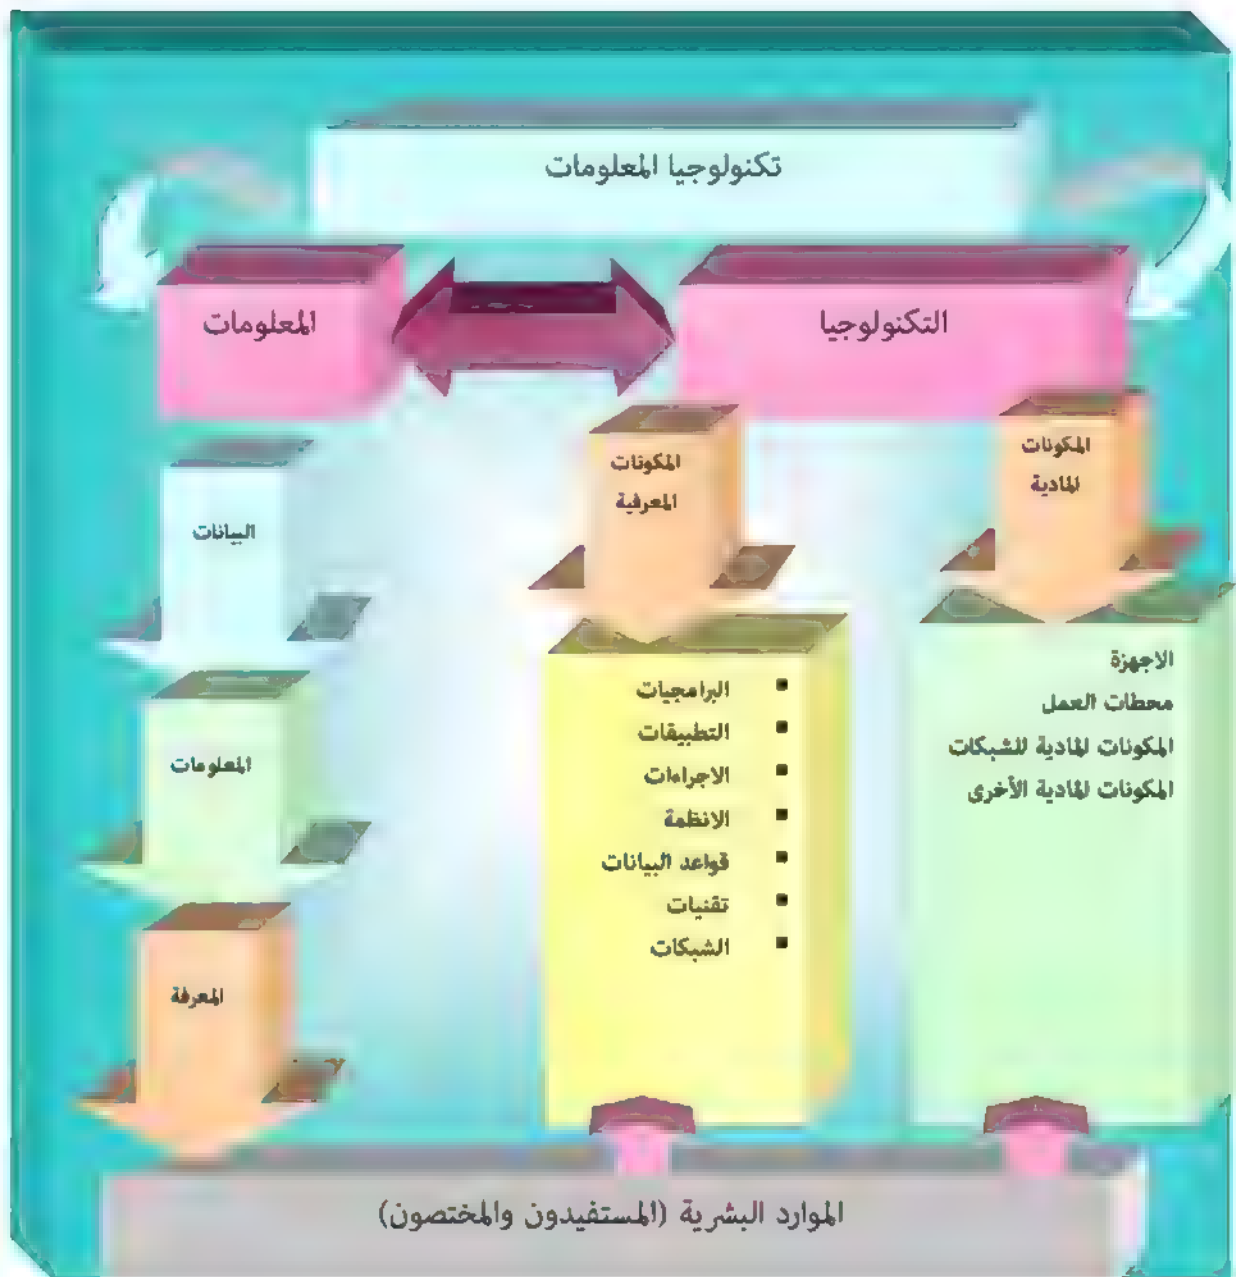 تكنولوجيا المعلومات
التكنولوجيا
المعلومات
المكونات
المادية
المكونات
المعرفية
البيانات
المعلومات
المعرفة
الاجهزة
محطات العمل
المكونات المادية للشبكات
المكونات المادية الأخرى
▪ البرامجيات
▪ التطبيقات
▪ الاجراءات
▪ الانظمة
▪ قواعد البيانات
▪ تقنيات
▪ الشبكات
الموارد البشرية (المستفيدون والمختصون)